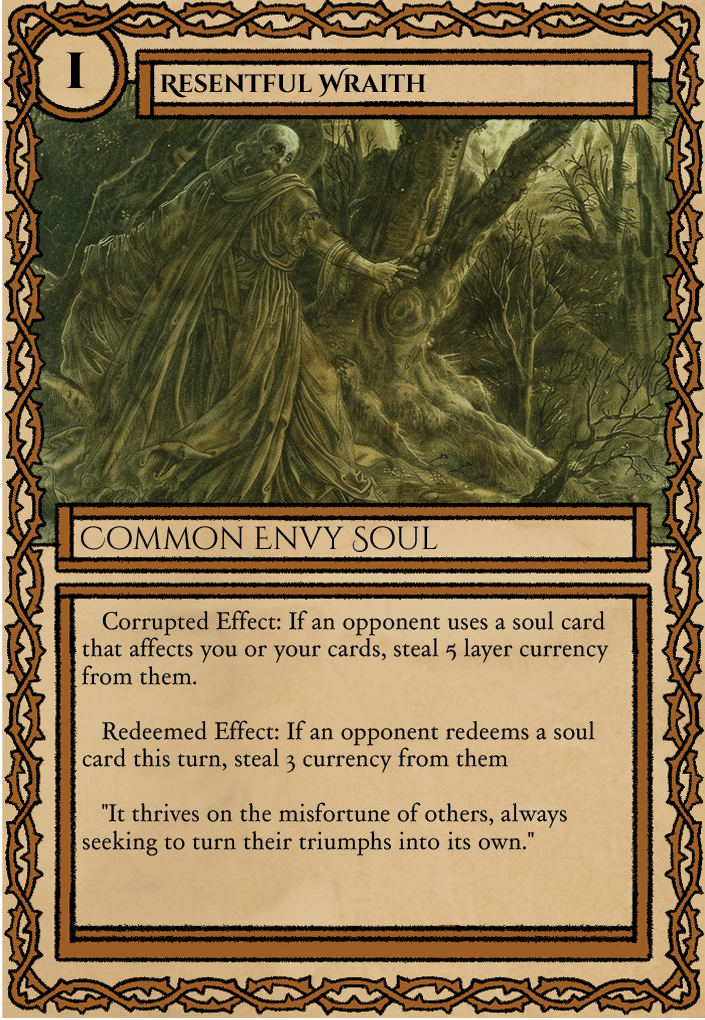 I
Resentful Wraith
Common Envy Soul
Corrupted Effect: If an opponent uses a soul card
that affects you or your cards, steal 5 layer currency
from them.
Redeemed Effect: If an opponent redeems a soul
card this turn, steal 3 currency from them
"It thrives on the misfortune of others, always
seeking to turn their triumphs into its own."